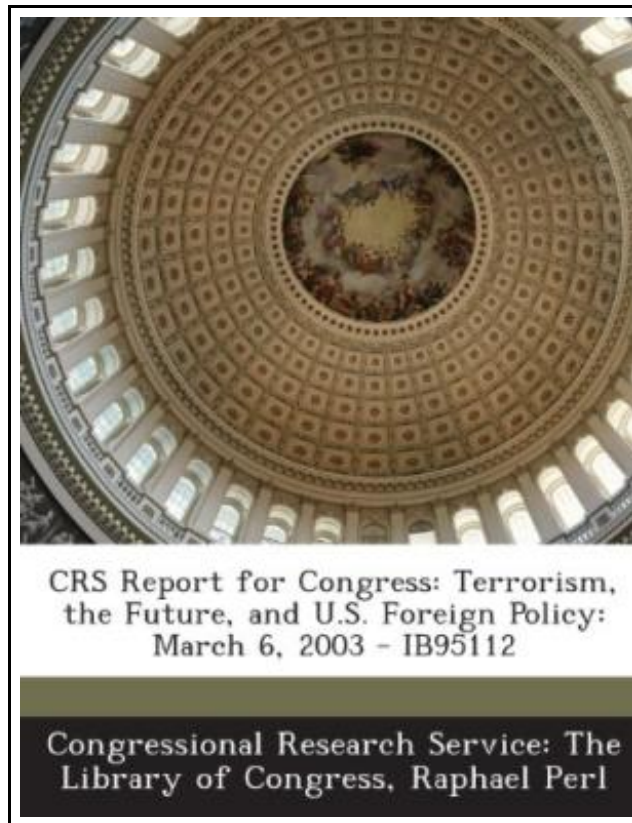 CRS Report for Congress: Terrorism,
the Future, and U.S. Foreign Policy:
March 6, 2003 - IB95112
Congressional Research Service: The
Library of Congress, Raphael Perl